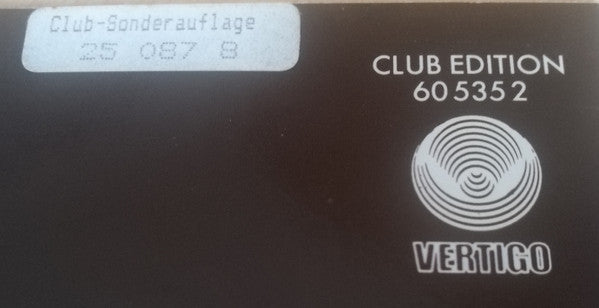 Club-Sonderauflage
25 087 8
CLUB EDITION
60 535 2
VERTIGO